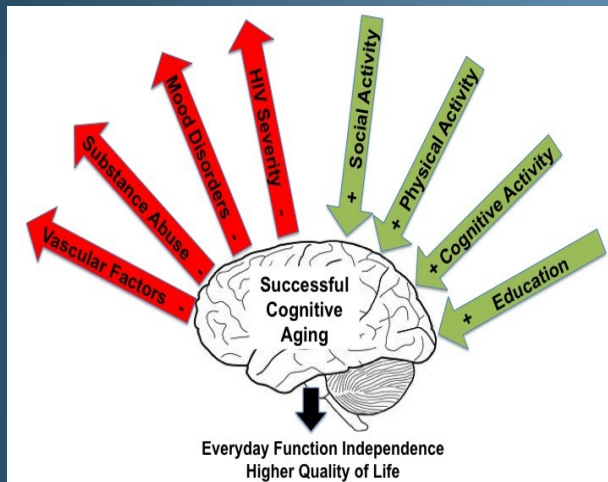 Vascular Factors -
Substance Abuse -
Mood Disorders -
HIV Severity -
+ Social Activity
+ Physical Activity
+ Cognitive Activity
+ Education
Successful
Cognitive
Aging
Everyday Function Independence
Higher Quality of Life